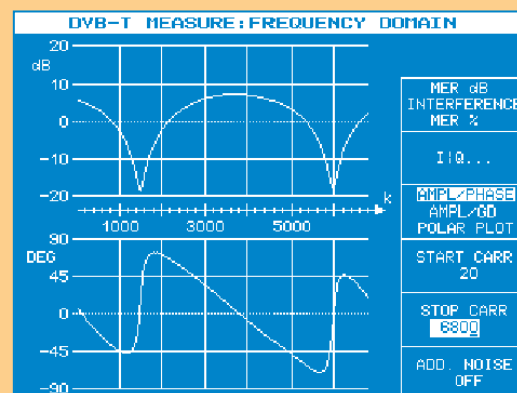 DVB-T MEASURE:FREQUENCY DOMAIN
20
dB
10
0
-10
-20
k
1000 3000 5000
90
DEG
45
0
-45
-90
MER dB
INTERFERENCE
MER %
I|Q...
AMPL/PHASE
AMPL/GD
POLAR PLOT
START CARR
20
STOP CARR
6800
ADD. NOISE
OFF